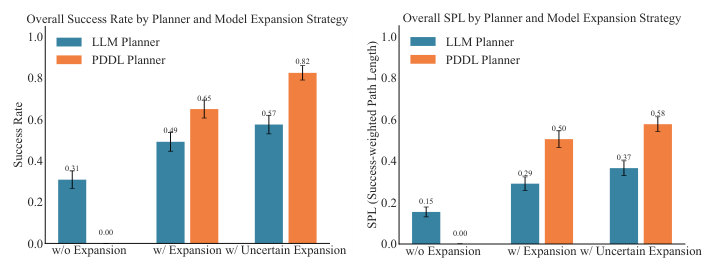 Overall Success Rate by Planner and Model Expansion Strategy
1.0
0.8
0.6
0.4
0.2
0.0
Success Rate
LLM Planner
PDDL Planner
0.31
0.00
0.49
0.65
0.57
0.82
w/o Expansion
w/ Expansion
w/ Uncertain Expansion
Overall SPL by Planner and Model Expansion Strategy
1.0
0.8
0.6
0.4
0.2
0.0
SPL (Success-weighted Path Length)
LLM Planner
PDDL Planner
0.15
0.00
0.29
0.50
0.37
0.58
w/o Expansion
w/ Expansion
w/ Uncertain Expansion